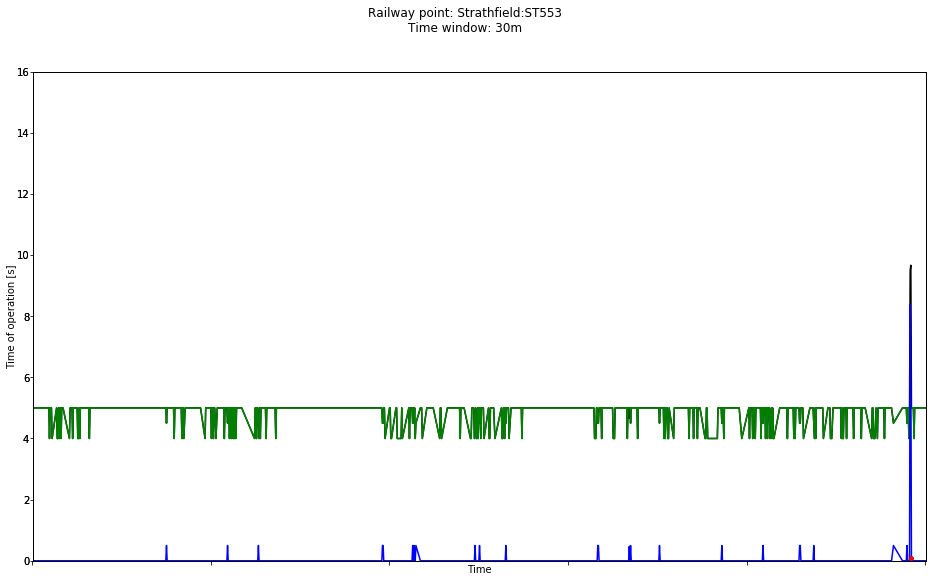 Railway point: Strathfield:ST553
Time window: 30m
16
14
12
10
8
6
4
2
0
Time of operation [s]
Time